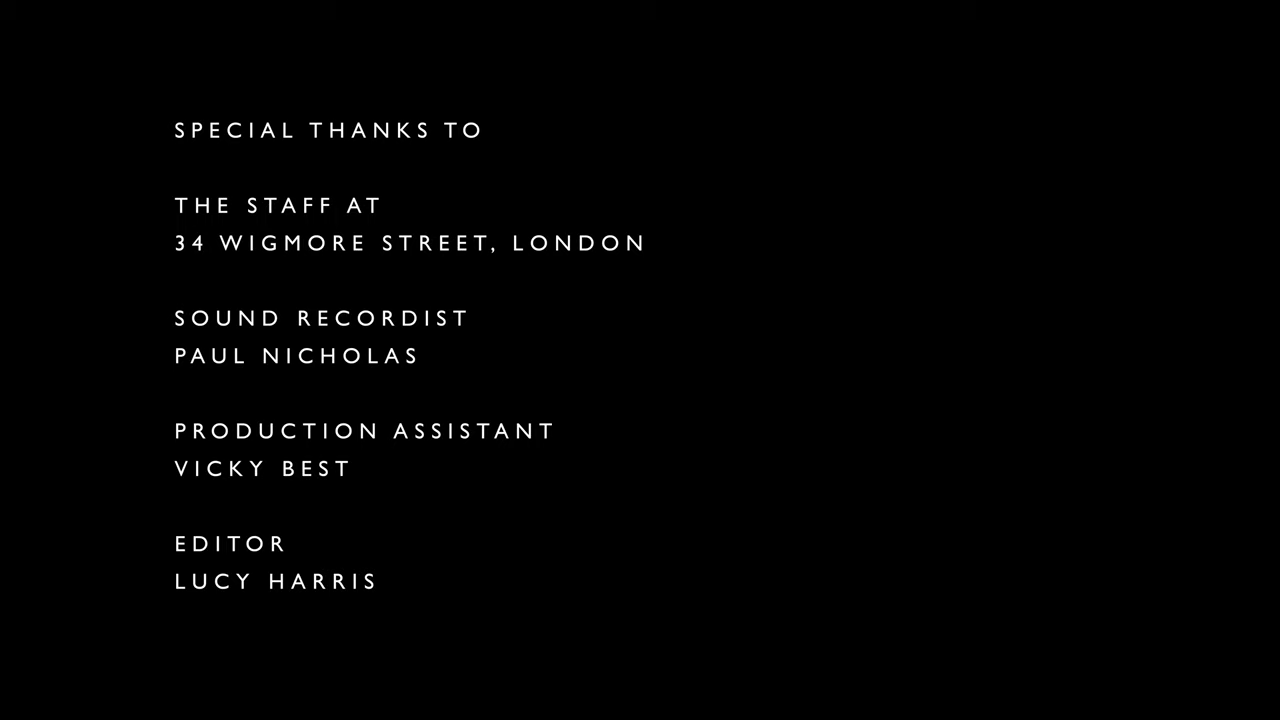 SPECIAL THANKS TO
THE STAFF AT
34 WIGMORE STREET, LONDON
SOUND RECORDIST
PAUL NICHOLAS
PRODUCTION ASSISTANT
VICKY BEST
EDITOR
LUCY HARRIS